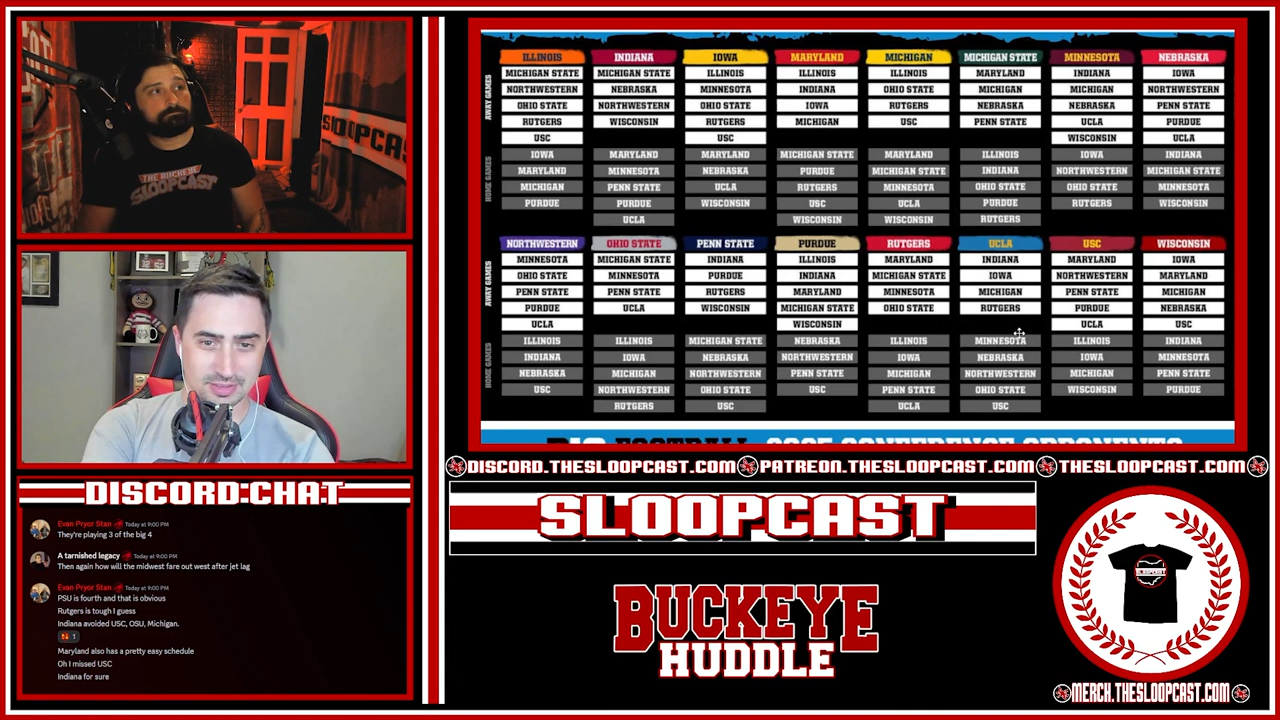 THE BUCKEYE
SLOOPCAST
SLOOPCAS
32
AWAY GAMES
HOME GAMES
ILLINOIS
MICHIGAN STATE
NORTHWESTERN
OHIO STATE
RUTGERS
USC
IOWA
MARYLAND
MICHIGAN
PURDUE
INDIANA
MICHIGAN STATE
NEBRASKA
NORTHWESTERN
WISCONSIN
MARYLAND
MINNESOTA
PENN STATE
PURDUE
UCLA
IOWA
ILLINOIS
MINNESOTA
OHIO STATE
RUTGERS
USC
MARYLAND
NEBRASKA
UCLA
WISCONSIN
MARYLAND
ILLINOIS
INDIANA
IOWA
MICHIGAN
MICHIGAN STATE
PURDUE
RUTGERS
USC
WISCONSIN
MICHIGAN
ILLINOIS
OHIO STATE
RUTGERS
USC
MARYLAND
MICHIGAN STATE
MINNESOTA
UCLA
WISCONSIN
MICHIGAN STATE
MARYLAND
MICHIGAN
NEBRASKA
PENN STATE
ILLINOIS
INDIANA
OHIO STATE
PURDUE
RUTGERS
MINNESOTA
INDIANA
MICHIGAN
NEBRASKA
UCLA
WISCONSIN
IOWA
NORTHWESTERN
OHIO STATE
RUTGERS
NEBRASKA
IOWA
NORTHWESTERN
PENN STATE
PURDUE
UCLA
INDIANA
MICHIGAN STATE
MINNESOTA
WISCONSIN
AWAY GAMES
HOME GAMES
NORTHWESTERN
MINNESOTA
OHIO STATE
PENN STATE
PURDUE
UCLA
ILLINOIS
INDIANA
NEBRASKA
USC
OHIO STATE
MICHIGAN STATE
MINNESOTA
PENN STATE
UCLA
ILLINOIS
IOWA
MICHIGAN
NORTHWESTERN
RUTGERS
PENN STATE
INDIANA
PURDUE
RUTGERS
WISCONSIN
MICHIGAN STATE
NEBRASKA
NORTHWESTERN
OHIO STATE
USC
PURDUE
ILLINOIS
INDIANA
MARYLAND
MICHIGAN STATE
WISCONSIN
NEBRASKA
NORTHWESTERN
PENN STATE
USC
RUTGERS
MARYLAND
MICHIGAN STATE
MINNESOTA
OHIO STATE
ILLINOIS
IOWA
MICHIGAN
PENN STATE
UCLA
UCLA
INDIANA
IOWA
MICHIGAN
RUTGERS
MINNESOTA
NEBRASKA
NORTHWESTERN
OHIO STATE
USC
USC
MARYLAND
NORTHWESTERN
PENN STATE
PURDUE
UCLA
ILLINOIS
IOWA
MICHIGAN
WISCONSIN
WISCONSIN
IOWA
MARYLAND
MICHIGAN
NEBRASKA
USC
INDIANA
MINNESOTA
PENN STATE
PURDUE
FOOTBALL 2025 CONFERENCE OPPONENTS
DISCORD.THESLOOPCAST.COM PATREON.THESLOOPCAST.COM THESLOOPCAST.COM
DISCORD:CHAT
Evan Pryor Stan Today at 9:00 PM
They're playing 3 of the big 4
A tarnished legacy Today at 9:00 PM
Then again how will the midwest fare out west after jet lag
Evan Pryor Stan Today at 9:00 PM
PSU is fourth and that is obvious
Rutgers is tough I guess
Indiana avoided USC, OSU, Michigan.
1
Maryland also has a pretty easy schedule
Oh I missed USC
Indiana for sure
SLOOPCAST
BUCKEYE
HUDDLE
SLOOPCAST
MERCH.THESLOOPCAST.COM